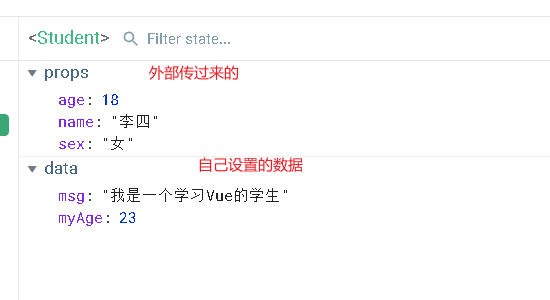 <Student> Filter state...
props 外部传过来的
age: 18
name: "李四"
sex: "女"
data 自己设置的数据
msg: "我是一个学习Vue的学生"
myAge: 23